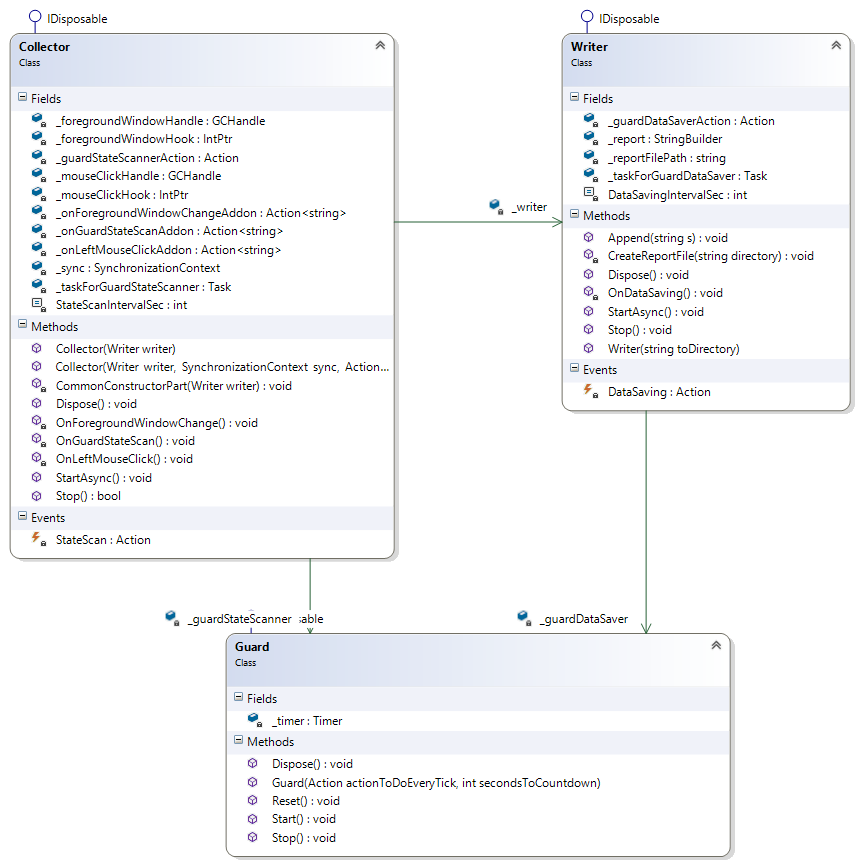 IDisposable
Collector
Class
Fields
_foregroundWindowHandle : GCHandle
_foregroundWindowHook : IntPtr
_guardStateScannerAction : Action
_mouseClickHandle : GCHandle
_mouseClickHook : IntPtr
_onForegroundWindowChangeAddon : Action<string>
_onGuardStateScanAddon : Action<string>
_onLeftMouseClickAddon : Action<string>
_sync : SynchronizationContext
_taskForGuardStateScanner : Task
StateScanIntervalSec : int
Methods
Collector(Writer writer)
Collector(Writer writer, SynchronizationContext sync, Action...
CommonConstructorPart(Writer writer) : void
Dispose() : void
OnForegroundWindowChange() : void
OnGuardStateScan() : void
OnLeftMouseClick() : void
StartAsync() : void
Stop() : bool
Events
StateScan : Action
_writer
IDisposable
Writer
Class
Fields
_guardDataSaverAction : Action
_report : StringBuilder
_reportFilePath : string
_taskForGuardDataSaver : Task
DataSavingIntervalSec : int
Methods
Append(string s) : void
CreateReportFile(string directory) : void
Dispose() : void
OnDataSaving() : void
StartAsync() : void
Stop() : void
Writer(string toDirectory)
Events
DataSaving : Action
_guardStateScanner sable
_guardDataSaver
Guard
Class
Fields
_timer : Timer
Methods
Dispose() : void
Guard(Action actionToDoEveryTick, int secondsToCountdown)
Reset() : void
Start() : void
Stop() : void